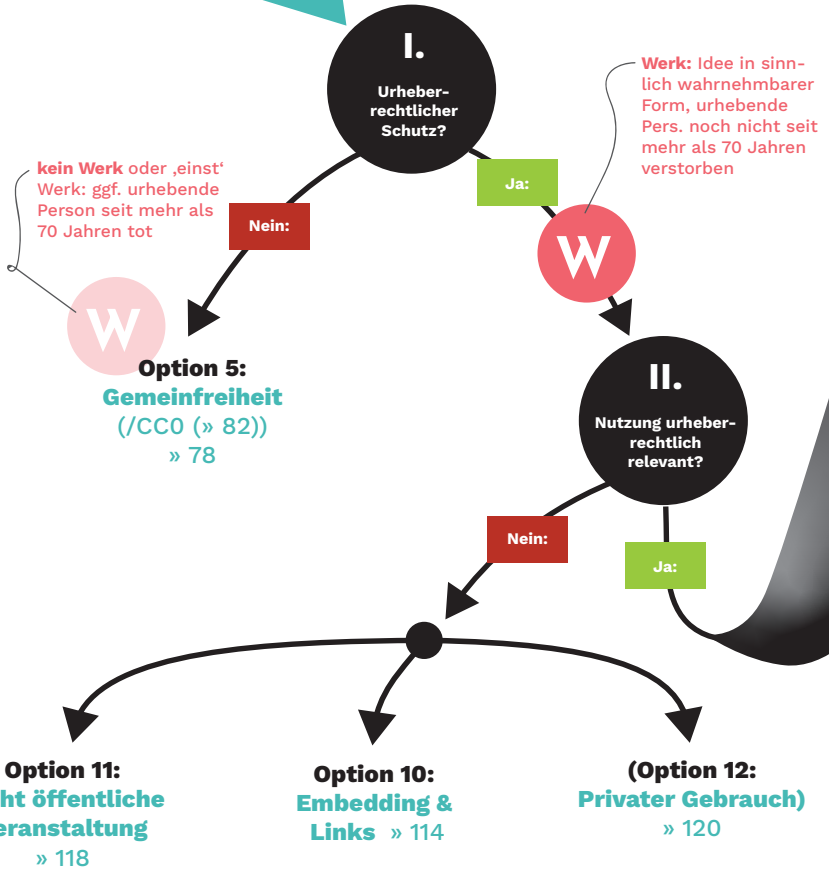 I.
Urheber-
rechtlicher
Schutz?
Werk: Idee in sinn-
lich wahrnehmbarer
Form, urhebende
Pers. noch nicht seit
mehr als 70 Jahren
verstorben
kein Werk oder ‚einst‘
Werk: ggf. urhebende
Person seit mehr als
70 Jahren tot
Ja:
Nein:
W
W
Option 5:
Gemeinfreiheit
(/CC0 (» 82))
» 78
II.
Nutzung urheber-
rechtlich
relevant?
Nein:
Ja:
Option 11:
ht öffentliche
eranstaltung
» 118
Option 10:
Embedding &
Links » 114
(Option 12:
Privater Gebrauch)
» 120